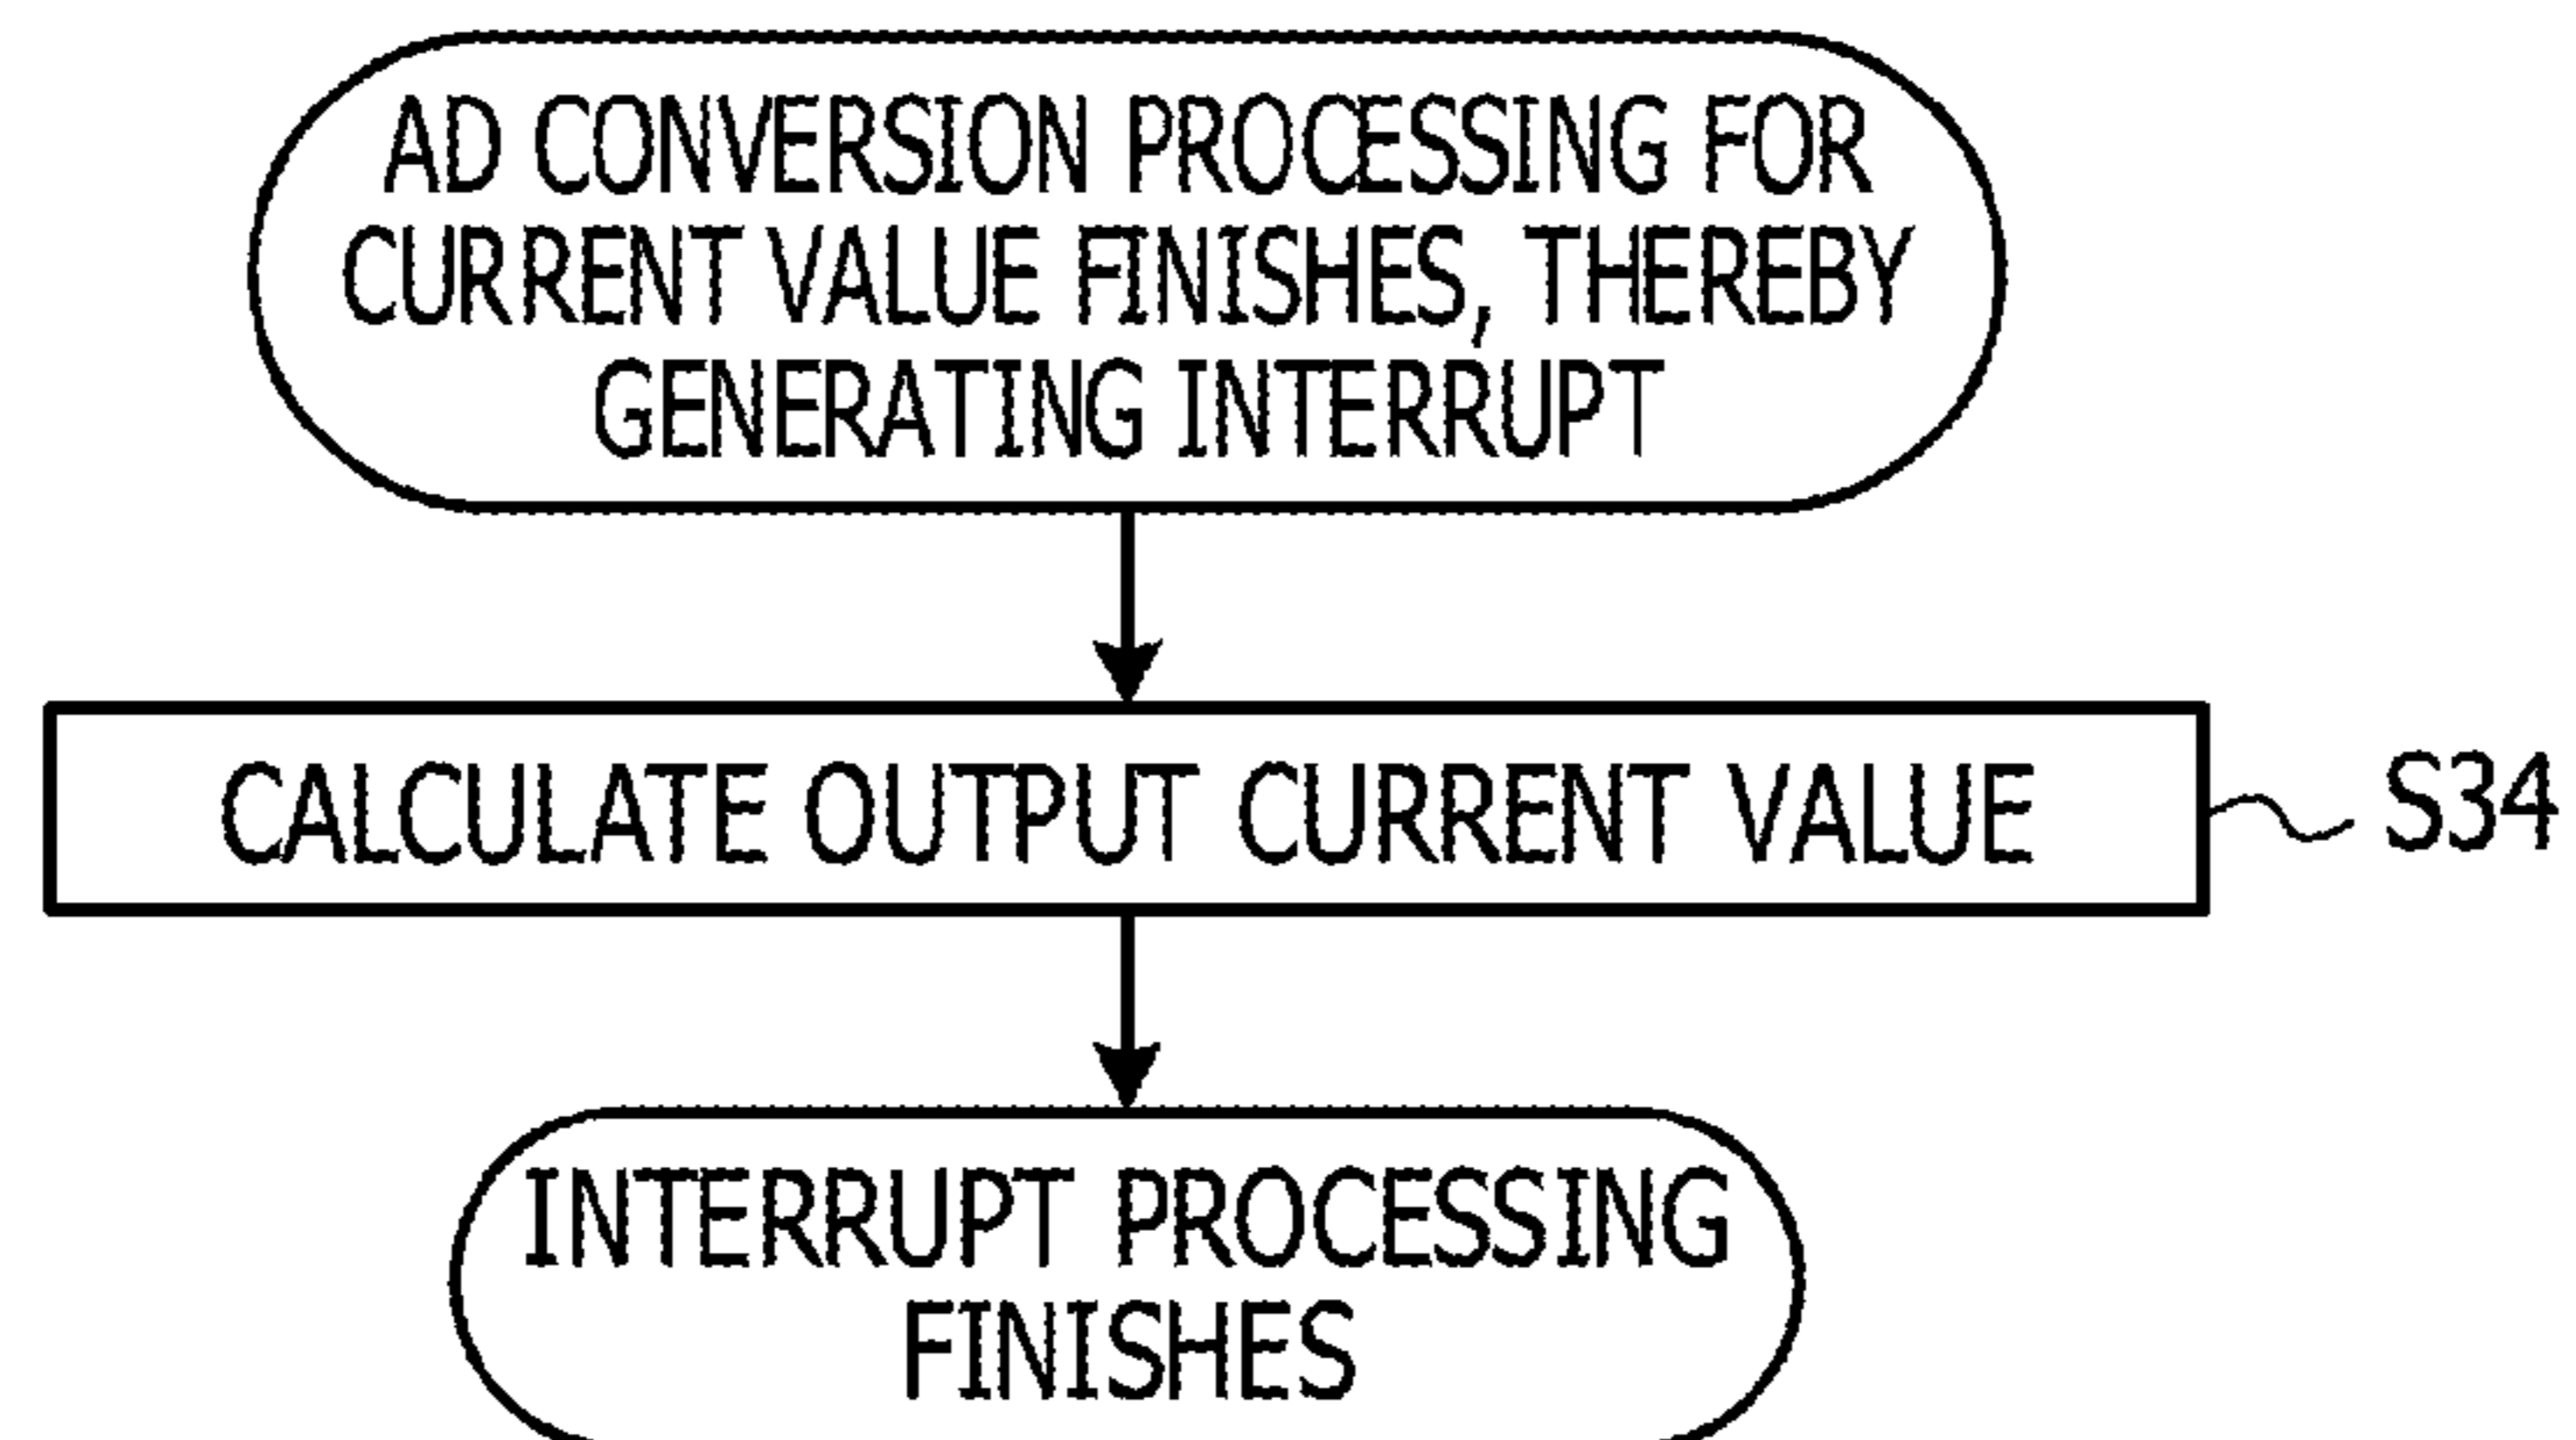 AD CONVERSION PROCESSING FOR
CURRENT VALUE FINISHES, THEREBY
GENERATING INTERRUPT
CALCULATE OUTPUT CURRENT VALUE
S34
INTERRUPT PROCESSING
FINISHES